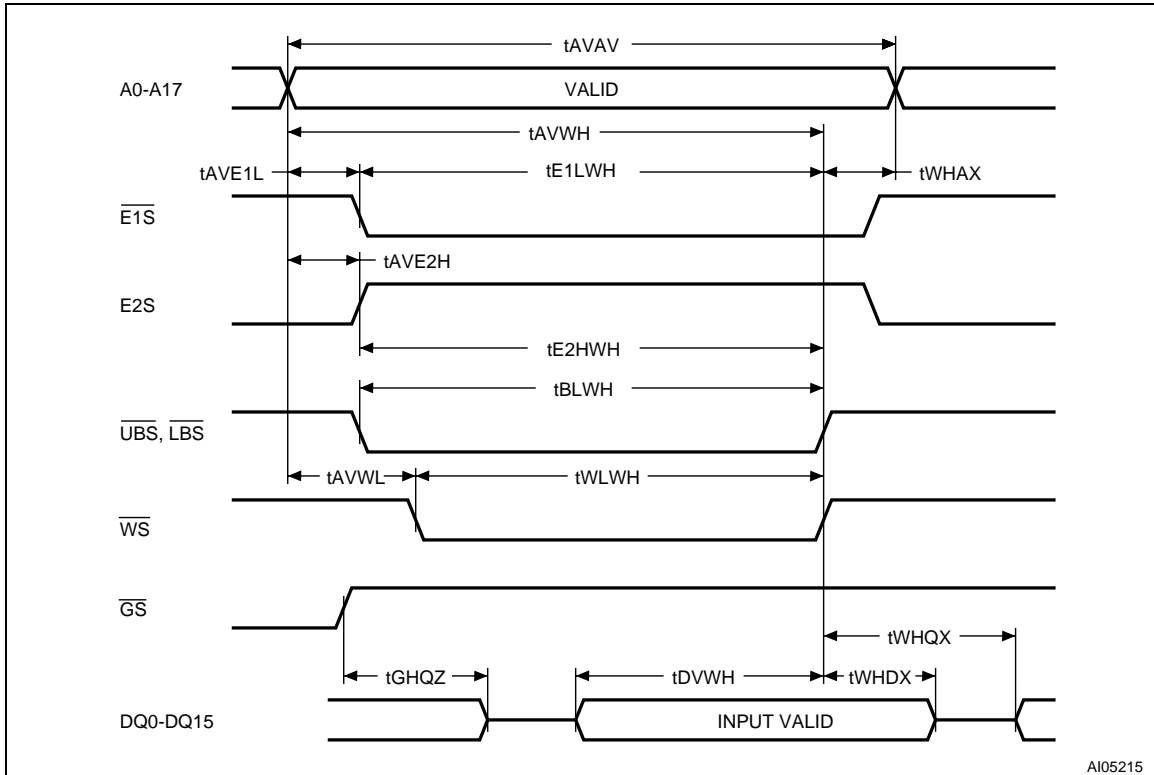 tAVAV
A0-A17 VALID
tAVWH
tAVE1L tE1LWH tWHAX
E1S
tAVE2H
E2S
tE2HWH
tBLWH
UBS, LBS
tAVWL tWLWH
WS
GS
tWHQX
tGHQZ tDVWH tWHDX
DQ0-DQ15 INPUT VALID
AI05215